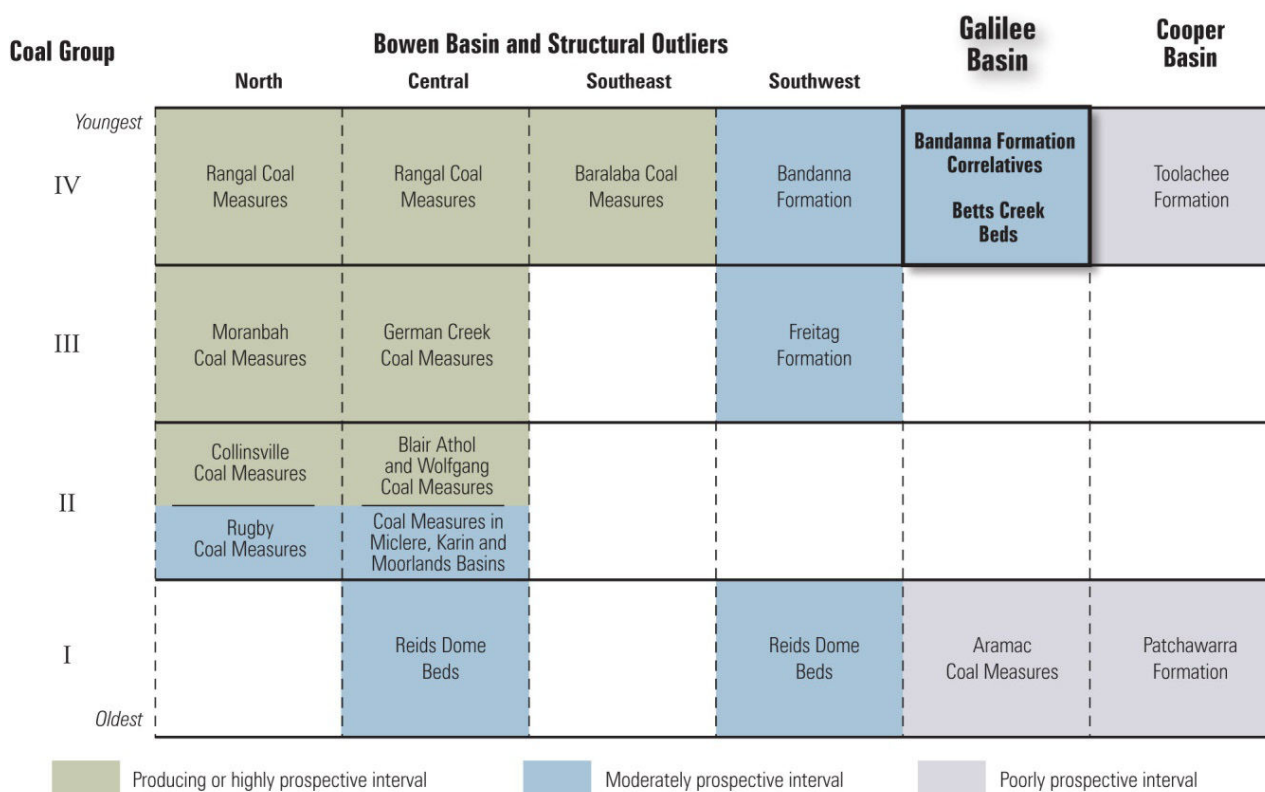 Coal Group
Bowen Basin and Structural Outliers
Galilee
Basin
Cooper
Basin
North
Central
Southeast
Southwest
Youngest
IV
Rangal Coal
Measures
Rangal Coal
Measures
Baralaba Coal
Measures
Bandanna
Formation
Bandanna Formation
Correlatives
Betts Creek
Beds
Toolachee
Formation
III
Moranbah
Coal Measures
German Creek
Coal Measures
Freitag
Formation
II
Collinsville
Coal Measures
Blair Athol
and Wolfgang
Coal Measures
Rugby
Coal Measures
Coal Measures in
Miclere, Karin and
Moorlands Basins
I
Reids Dome
Beds
Reids Dome
Beds
Aramac
Coal Measures
Patchawarra
Formation
Oldest
Producing or highly prospective interval
Moderately prospective interval
Poorly prospective interval